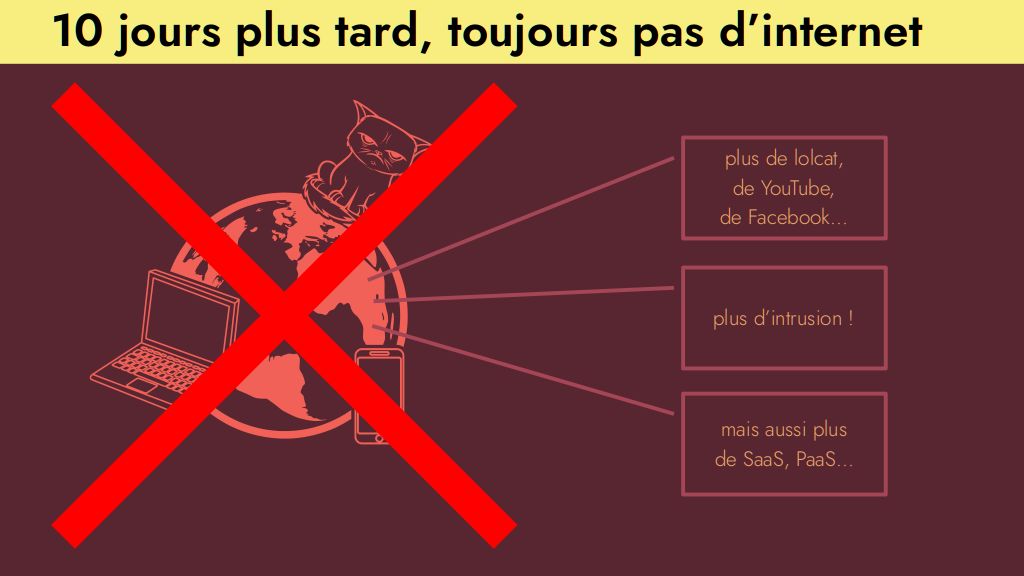 10 jours plus tard, toujours pas d’internet
plus de lolcat,
de YouTube,
de Facebook...
plus d’intrusion !
mais aussi plus
de SaaS, PaaS...